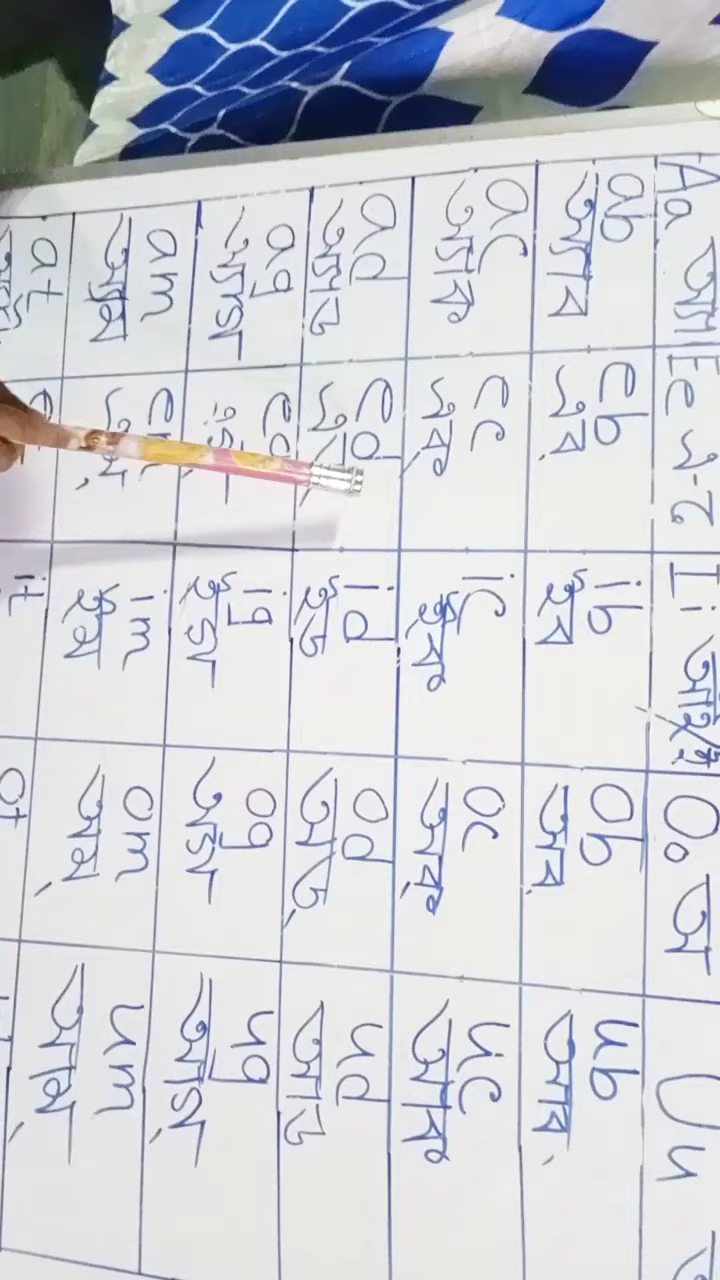 Aa অ্যা Ee এ-ে Ii আই/ই Oo অ Uu
ab eb ib ob ub
অ্যাব এব্ ইব অব্ আব্
ac ec ic oc uc
অ্যাক এক্ ইক অক্ আক
ad ed id od ud
অ্যাড ইড অড্ আড
ag ig og ug
অ্যাগ ইগ অগ আগ্
am im om um
অ্যাম ইম অম্ আম্
at it ot